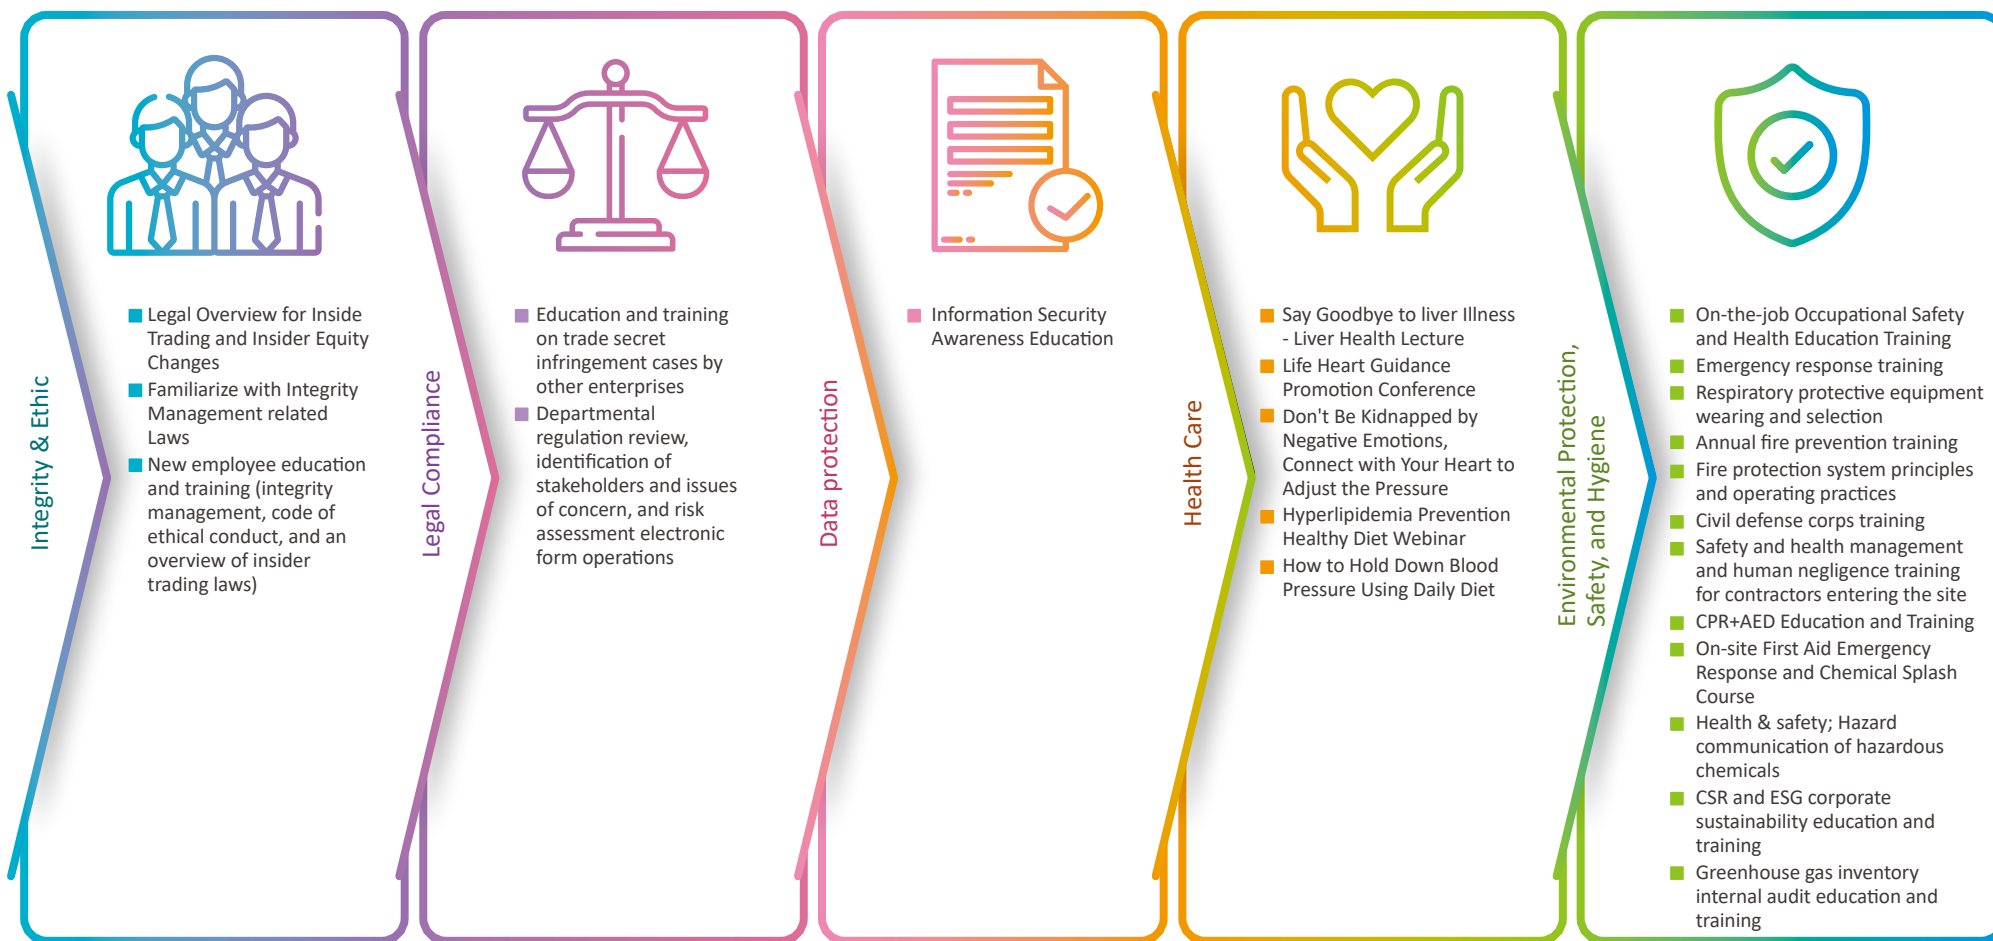 Integrity & Ethic
Legal Overview for Inside
Trading and Insider Equity
Changes
Familiarize with Integrity
Management related
Laws
New employee education
and training (integrity
management, code of
ethical conduct, and an
overview of insider
trading laws)
Legal Compliance
Education and training
on trade secret
infringement cases by
other enterprises
Departmental
regulation review,
identification of
stakeholders and issues
of concern, and risk
assessment electronic
form operations
Data protection
Information Security
Awareness Education
Health Care
Say Goodbye to liver Illness
- Liver Health Lecture
Life Heart Guidance
Promotion Conference
Don't Be Kidnapped by
Negative Emotions,
Connect with Your Heart to
Adjust the Pressure
Hyperlipidemia Prevention
Healthy Diet Webinar
How to Hold Down Blood
Pressure Using Daily Diet
Environmental Protection,
Safety, and Hygiene
On-the-job Occupational Safety
and Health Education Training
Emergency response training
Respiratory protective equipment
wearing and selection
Annual fire prevention training
Fire protection system principles
and operating practices
Civil defense corps training
Safety and health management
and human negligence training
for contractors entering the site
CPR+AED Education and Training
On-site First Aid Emergency
Response and Chemical Splash
Course
Health & safety; Hazard
communication of hazardous
chemicals
CSR and ESG corporate
sustainability education and
training
Greenhouse gas inventory
internal audit education and
training